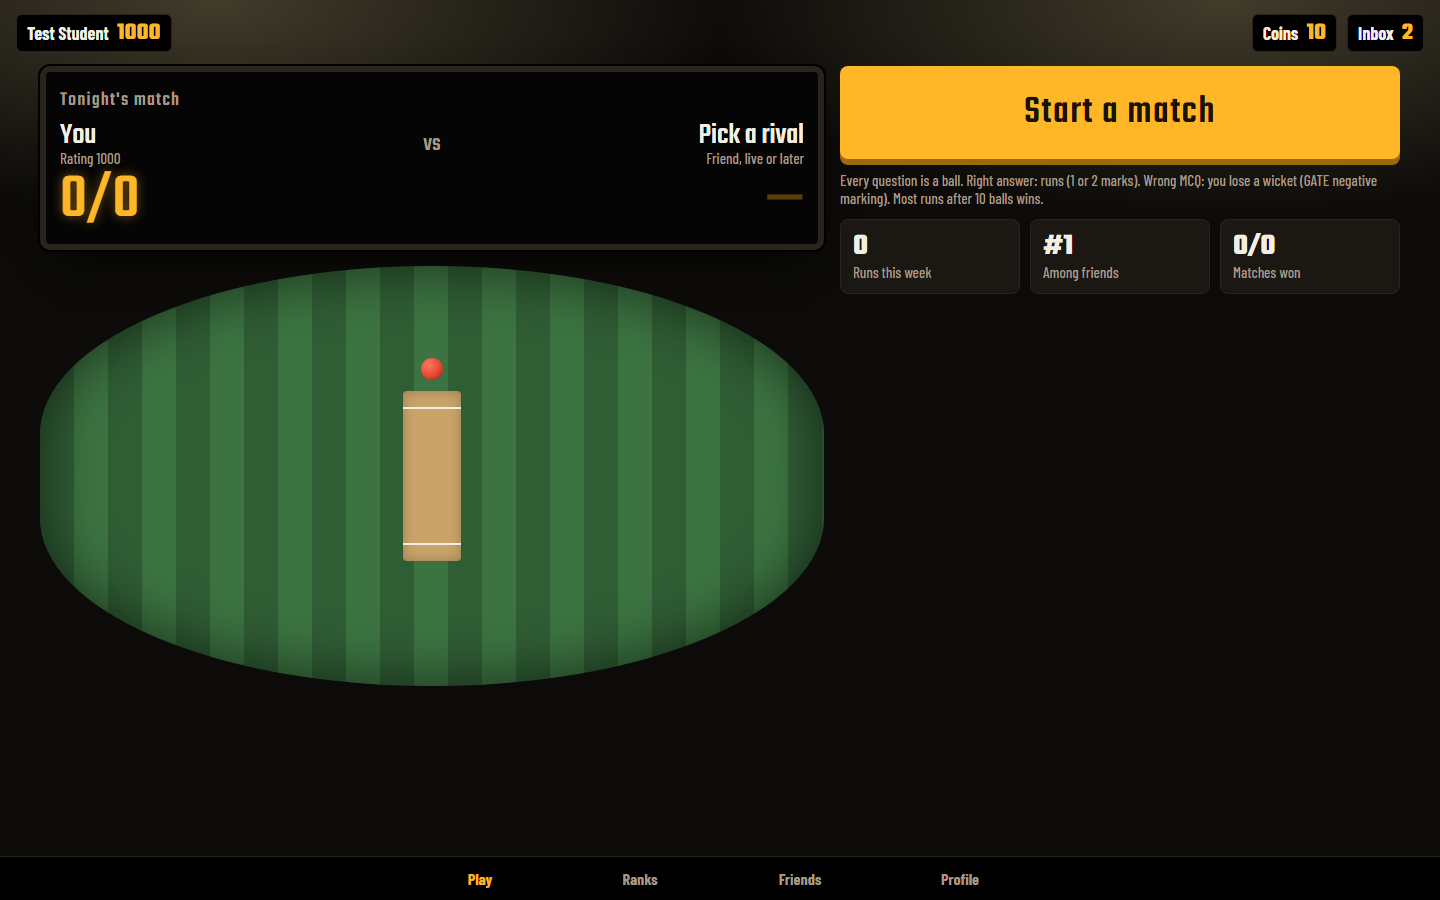 Test Student 1000
Coins 10
Inbox 2
Tonight's match
You
Rating 1000
0/0
vs
Pick a rival
Friend, live or later
Start a match
Every question is a ball. Right answer: runs (1 or 2 marks). Wrong MCQ: you lose a wicket (GATE negative
marking). Most runs after 10 balls wins.
0
Runs this week
#1
Among friends
0/0
Matches won
Play
Ranks
Friends
Profile